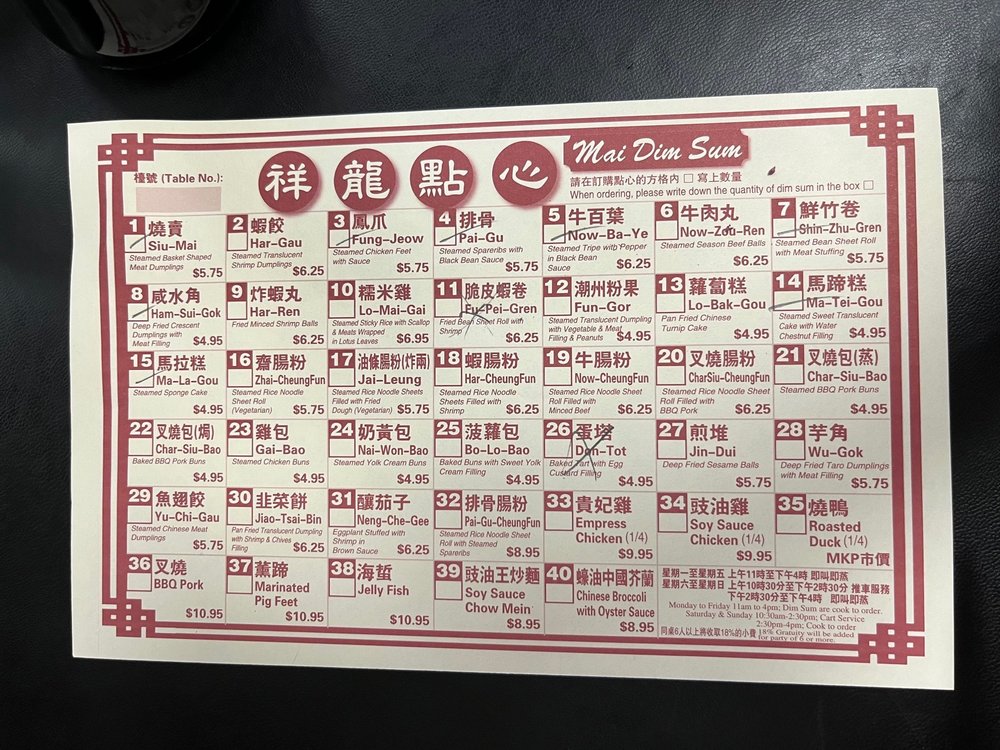 祥龍點心
Mai Dim Sum
檯號 (Table No.):
請在訂購點心的方格內 □ 寫上數量
When ordering, please write down the quantity of dim sum in the box □
1 燒賣
Siu-Mai
Steamed Basket Shaped
Meat Dumplings
$5.75
2 蝦餃
Har-Gau
Steamed Translucent
Shrimp Dumplings
$6.25
3 鳳爪
Fung-Jeow
Steamed Chicken Feet
with Sauce
$5.75
4 排骨
Pai-Gu
Steamed Spareribs with
Black Bean Sauce
$5.75
5 牛百葉
Now-Ba-Ye
Steamed Tripe with Pepper
in Black Bean
Sauce
$6.25
6 牛肉丸
Now-Zou-Ren
Steamed Season Beef Balls
$6.25
7 鮮竹卷
Shin-Zhu-Gren
Steamed Bean Sheet Roll
with Meat Stuffing
$5.75
8 咸水角
Ham-Sui-Gok
Deep Fried Crescent
Dumplings with
Meat Filling
$4.95
9 炸蝦丸
Har-Ren
Fried Minced Shrimp Balls
$6.25
10 糯米雞
Lo-Mai-Gai
Steamed Sticky Rice with Scallop
& Meats Wrapped
in Lotus Leaves
$6.95
11 脆皮蝦卷
Fu-Pei-Gren
Fried Bean Sheet Roll with
Shrimp
$6.25
12 潮州粉果
Fun-Gor
Steamed Translucent Dumpling
with Vegetable & Meat
Filling & Peanuts
$4.95
13 蘿蔔糕
Lo-Bak-Gou
Pan Fried Chinese
Turnip Cake
$4.95
14 馬蹄糕
Ma-Tei-Gou
Steamed Sweet Translucent
Cake with Water
Chestnut Filling
$4.95
15 馬拉糕
Ma-La-Gou
Steamed Sponge Cake
$4.95
16 齋腸粉
Zhai-CheungFun
Steamed Rice Noodle
Sheet Roll
(Vegetarian)
$5.75
17 油條腸粉(炸兩)
Jai-Leung
Steamed Rice Noodle Sheets
Filled with Fried
Dough (Vegetarian)
$5.75
18 蝦腸粉
Har-CheungFun
Steamed Rice Noodle
Sheets Filled with
Shrimp
$6.25
19 牛腸粉
Now-CheungFun
Steamed Rice Noodle Sheet
Roll Filled with
Minced Beef
$6.25
20 叉燒腸粉
CharSiu-CheungFun
Steamed Rice Noodle Sheet
Roll Filled with
BBQ Pork
$6.25
21 叉燒包(蒸)
Char-Siu-Bao
Steamed BBQ Pork Buns
$4.95
22 叉燒包(焗)
Char-Siu-Bao
Baked BBQ Pork Buns
$4.95
23 雞包
Gai-Bao
Steamed Chicken Buns
$4.95
24 奶黃包
Nai-Won-Bao
Steamed Yolk Cream Buns
$4.95
25 菠蘿包
Bo-Lo-Bao
Baked Buns with Sweet Yolk
Cream Filling
$4.95
26 蛋塔
Don-Tot
Baked Tart with Egg
Custard Filling
$4.95
27 煎堆
Jin-Dui
Deep Fried Sesame Balls
$5.75
28 芋角
Wu-Gok
Deep Fried Taro Dumplings
with Meat Filling
$5.75
29 魚翅餃
Yu-Chi-Gau
Steamed Chinese Meat
Dumplings
$5.75
30 韭菜餅
Jiao-Tsai-Bin
Pan Fried Translucent Dumpling
with Shrimp & Chives
Filling
$6.25
31 釀茄子
Neng-Che-Gee
Eggplant Stuffed with
Shrimp in
Brown Sauce
$6.25
32 排骨腸粉
Pai-Gu-CheungFun
Steamed Rice Noodle Sheet
Roll with Steamed
Spareribs
$8.95
33 貴妃雞
Empress
Chicken (1/4)
$9.95
34 豉油雞
Soy Sauce
Chicken (1/4)
$9.95
35 燒鴨
Roasted
Duck (1/4)
MKP市價
36 叉燒
BBQ Pork
$10.95
37 薰蹄
Marinated
Pig Feet
$10.95
38 海蜇
Jelly Fish
$10.95
39 豉油王炒麵
Soy Sauce
Chow Mein
$8.95
40 蠔油中國芥蘭
Chinese Broccoli
with Oyster Sauce
$8.95
星期一至星期五 上午11時至下午4時 即叫即蒸
星期六至星期日 上午10時30分至下午2時30分 推車服務
下午2時30分至下午4時 即叫即蒸
Monday to Friday 11am to 4pm; Dim Sum are cook to order.
Saturday & Sunday 10:30am-2:30pm; Cart Service
2:30pm-4pm; Cook to order
同桌6人以上將收取18%的小費
18% Gratuity will be added
for party of 6 or more.